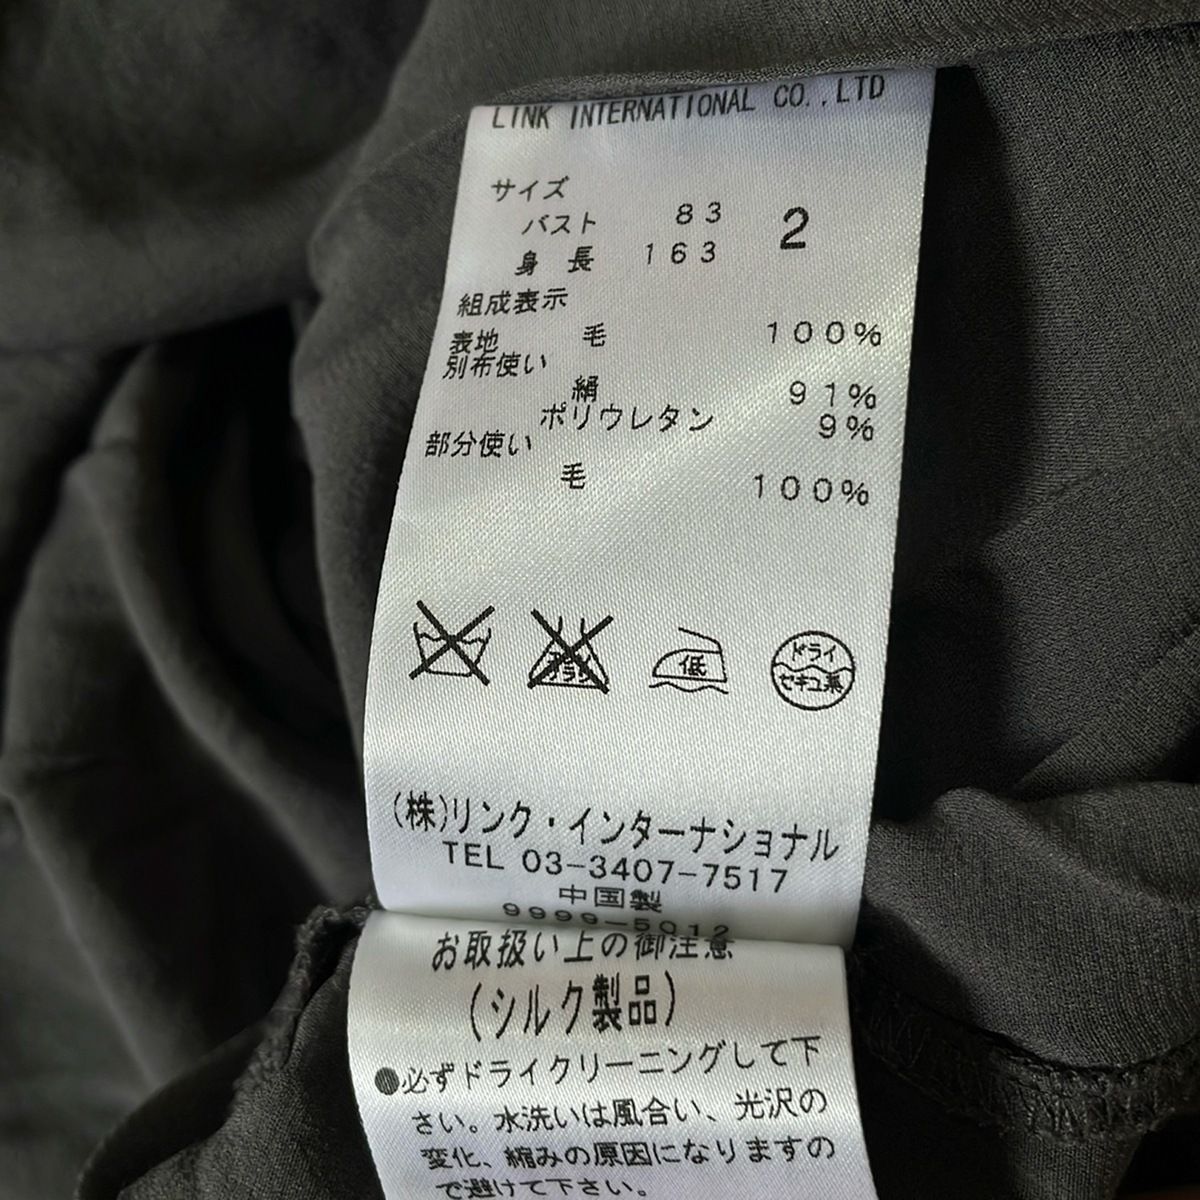 LINK INTERNATIONAL CO.,LTD
サイズ
バスト 83 2
身長 163
組成表示
表地 毛 100%
別布使い
絹 91%
ポリウレタン 9%
部分使い
毛 100%
低
ドライ
セキユ系
(株)リンク・インターナショナル
TEL 03-3407-7517
中国製
9999-5012
お取扱い上の御注意
(シルク製品)
●必ずドライクリーニングして下
さい。水洗いは風合い、光沢の
変化、縮みの原因になりますの
で避けて下さい。